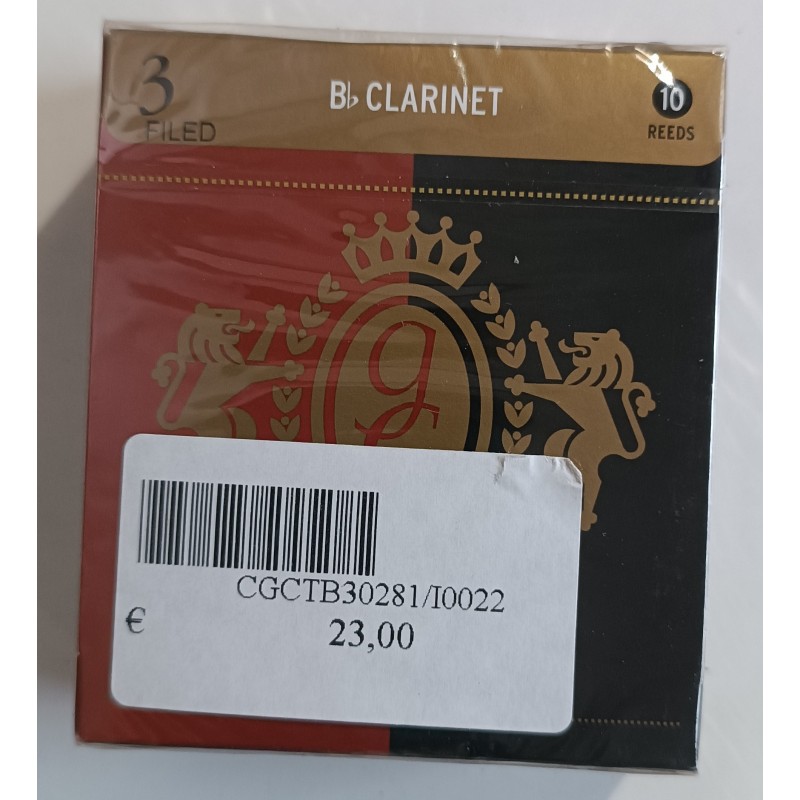 3
FILED
B♭ CLARINET
10
REEDS
CGCTB30281/I0022
€
23,00